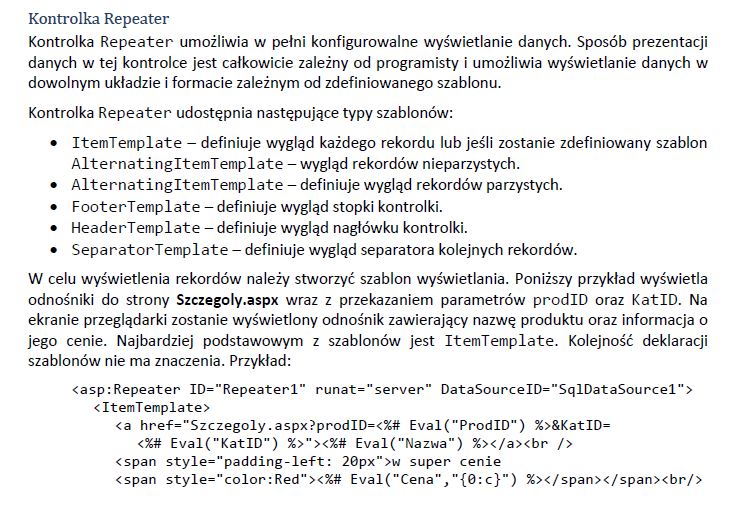 Kontrolka Repeater
Kontrolka Repeater umożliwia w pełni konfigurowalne wyświetlanie danych. Sposób prezentacji
danych w tej kontrolce jest całkowicie zależny od programisty i umożliwia wyświetlanie danych w
dowolnym układzie i formacie zależnym od zdefiniowanego szablonu.
Kontrolka Repeater udostępnia następujące typy szablonów:
• ItemTemplate – definiuje wygląd każdego rekordu lub jeśli zostanie zdefiniowany szablon
AlternatingItemTemplate – wygląd rekordów nieparzystych.
• AlternatingItemTemplate – definiuje wygląd rekordów parzystych.
• FooterTemplate – definiuje wygląd stopki kontrolki.
• HeaderTemplate – definiuje wygląd nagłówku kontrolki.
• SeparatorTemplate – definiuje wygląd separatora kolejnych rekordów.
W celu wyświetlenia rekordów należy stworzyć szablon wyświetlania. Poniższy przykład wyświetla
odnośniki do strony Szczegoly.aspx wraz z przekazaniem parametrów prodID oraz KatID. Na
ekranie przeglądarki zostanie wyświetlony odnośnik zawierający nazwę produktu oraz informacja o
jego cenie. Najbardziej podstawowym z szablonów jest ItemTemplate. Kolejność deklaracji
szablonów nie ma znaczenia. Przykład:
<asp:Repeater ID="Repeater1" runat="server" DataSourceID="SqlDataSource1">
<ItemTemplate>
<a href="Szczegoly.aspx?prodID=<%# Eval("ProdID") %>&KatID=
<%# Eval("KatID") %>"><%# Eval("Nazwa") %></a><br />
<span style="padding-left: 20px">w super cenie
<span style="color:Red"><%# Eval("Cena","{0:c}") %></span></span><br/>